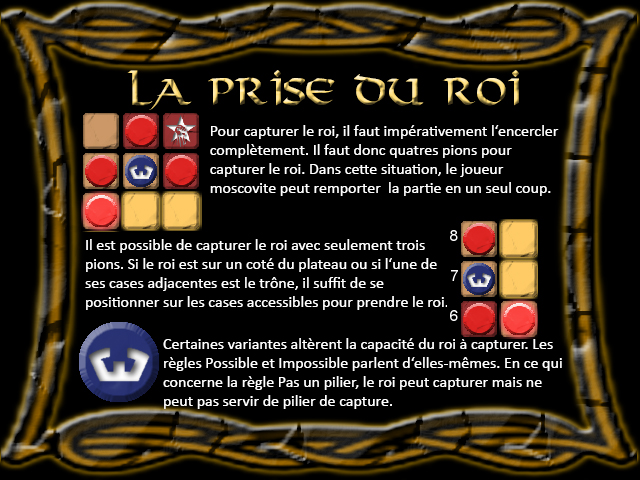 La prise du roi
Pour capturer le roi, il faut impérativement l'encercler
complètement. Il faut donc quatres pions pour
capturer le roi. Dans cette situation, le joueur
moscovite peut remporter la partie en un seul coup.
Il est possible de capturer le roi avec seulement trois
pions. Si le roi est sur un coté du plateau ou si l'une de
ses cases adjacentes est le trône, il suffit de se
positionner sur les cases accessibles pour prendre le roi.
8
7
6
Certaines variantes altèrent la capacité du roi à capturer. Les
règles Possible et Impossible parlent d'elles-mêmes. En ce qui
concerne la règle Pas un pilier, le roi peut capturer mais ne
peut pas servir de pilier de capture.